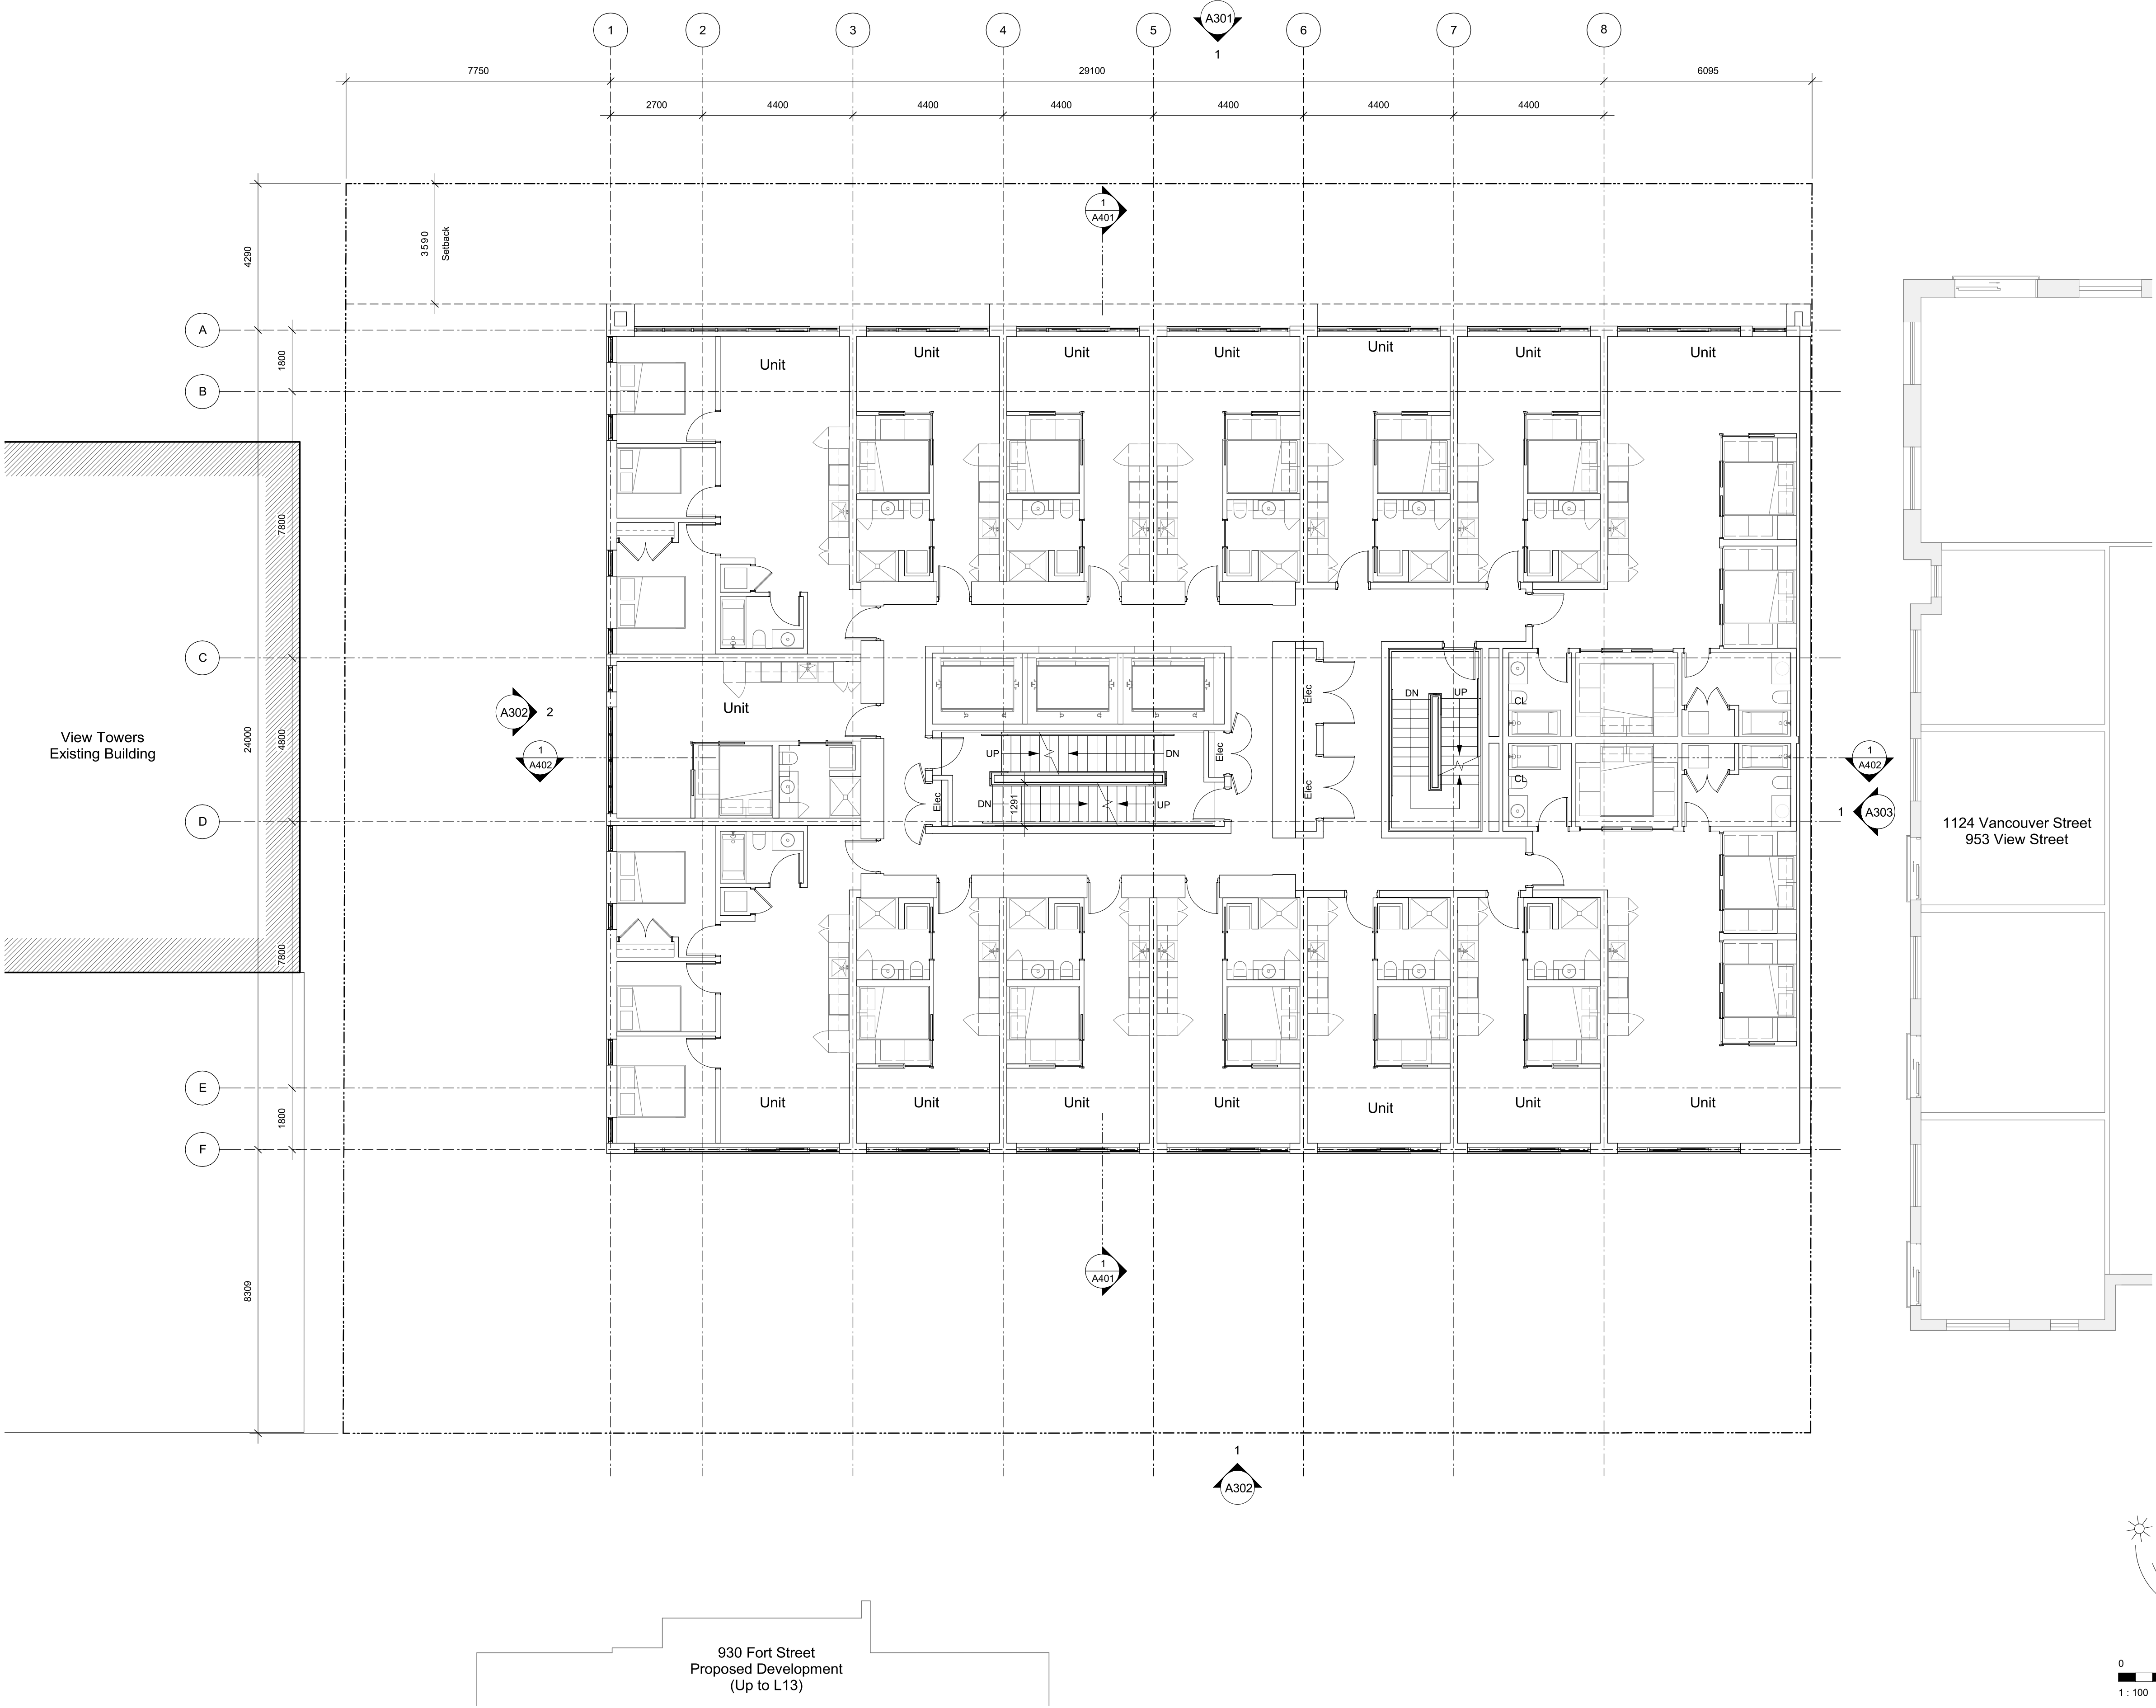 A301
1
1
2
3
4
5
6
7
8
7750
29100
6095
2700
4400
4400
4400
4400
4400
4400
4290
3590
Setback
1
A401
A
1800
Unit
Unit
Unit
Unit
Unit
Unit
Unit
B
7800
C
A302
2
Unit
Elec
DN
UP
CL
1
A402
View Towers
Existing Building
24000
4800
UP
DN
Elec
1
A402
Elec
DN
1291
UP
Elec
CL
1
A303
D
1124 Vancouver Street
953 View Street
7800
E
1800
Unit
Unit
Unit
Unit
Unit
Unit
Unit
F
8309
1
A401
1
A302
930 Fort Street
Proposed Development
(Up to L13)
0
1 : 100